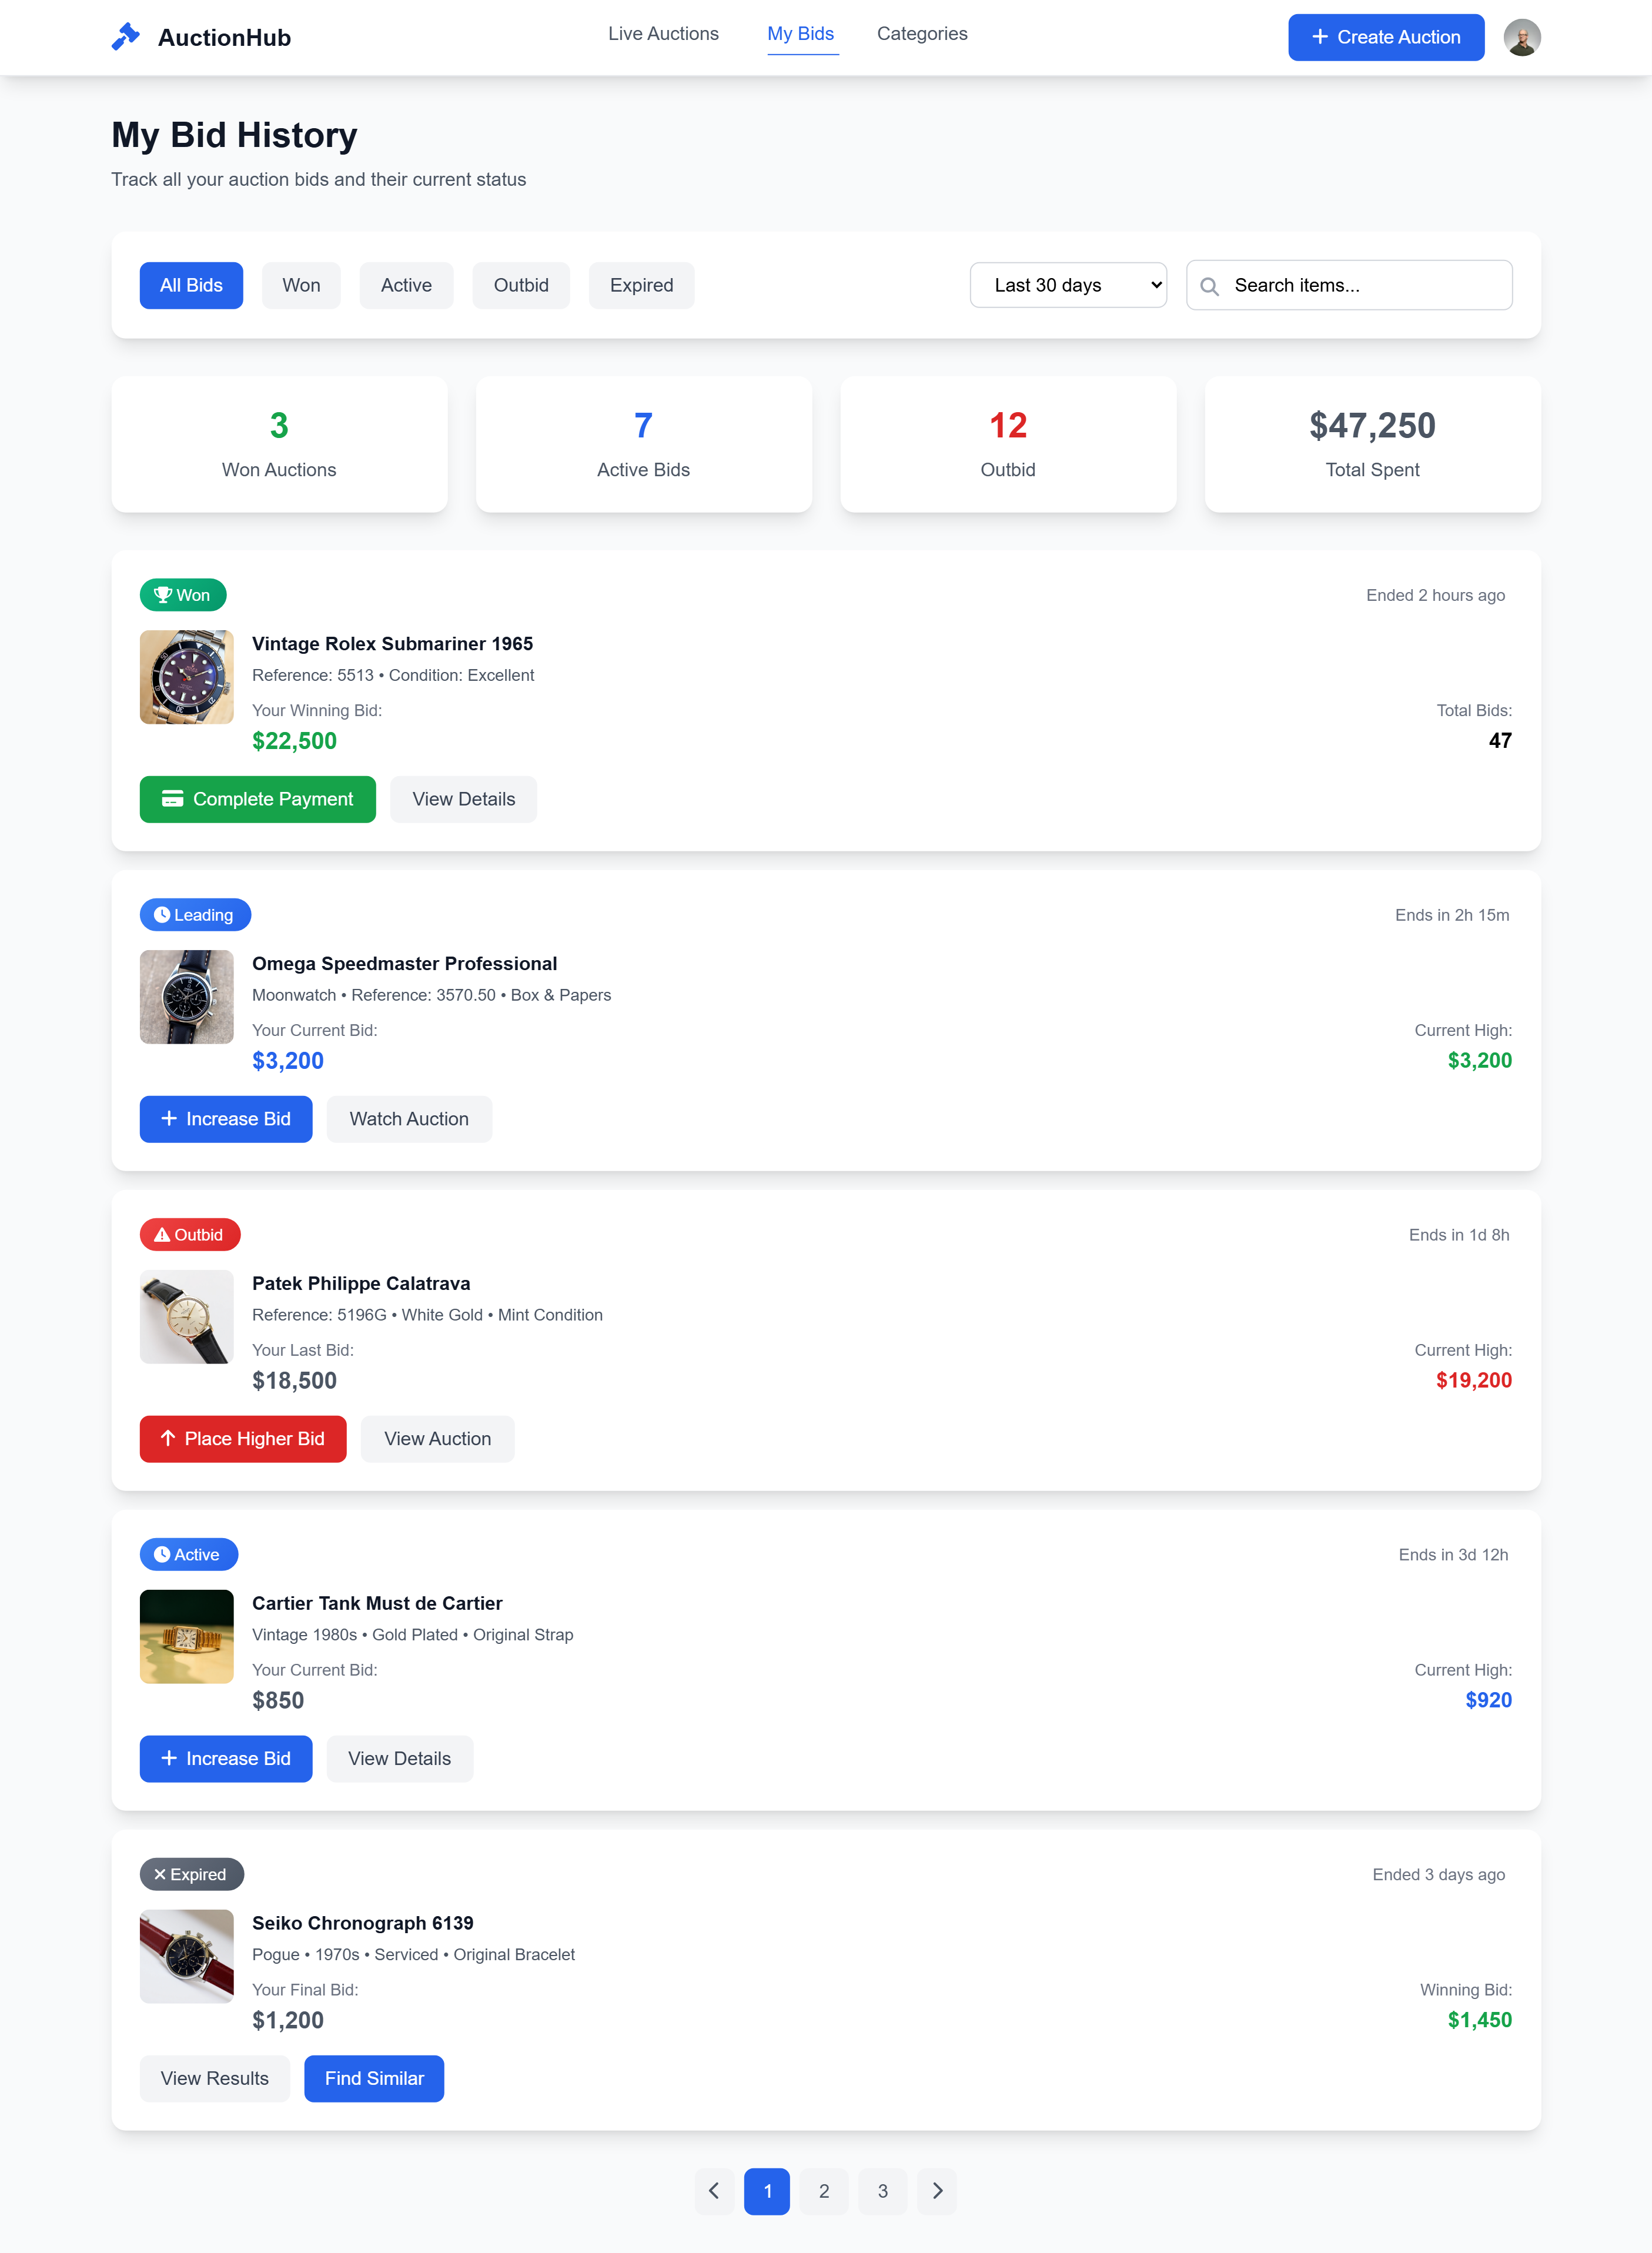 AuctionHub
Live Auctions
My Bids
Categories
Create Auction
My Bid History
Track all your auction bids and their current status
All Bids
Won
Active
Outbid
Expired
Last 30 days
Search items...
3
Won Auctions
7
Active Bids
12
Outbid
$47,250
Total Spent
Won
Ended 2 hours ago
Vintage Rolex Submariner 1965
Reference: 5513 • Condition: Excellent
Your Winning Bid:
Total Bids:
$22,500
47
Complete Payment
View Details
Leading
Ends in 2h 15m
Omega Speedmaster Professional
Moonwatch • Reference: 3570.50 • Box & Papers
Your Current Bid:
Current High:
$3,200
$3,200
Increase Bid
Watch Auction
Outbid
Ends in 1d 8h
Patek Philippe Calatrava
Reference: 5196G • White Gold • Mint Condition
Your Last Bid:
Current High:
$18,500
$19,200
Place Higher Bid
View Auction
Active
Ends in 3d 12h
Cartier Tank Must de Cartier
Vintage 1980s • Gold Plated • Original Strap
Your Current Bid:
Current High:
$850
$920
Increase Bid
View Details
Expired
Ended 3 days ago
Seiko Chronograph 6139
Pogue • 1970s • Serviced • Original Bracelet
Your Final Bid:
Winning Bid:
$1,200
$1,450
View Results
Find Similar
1
2
3